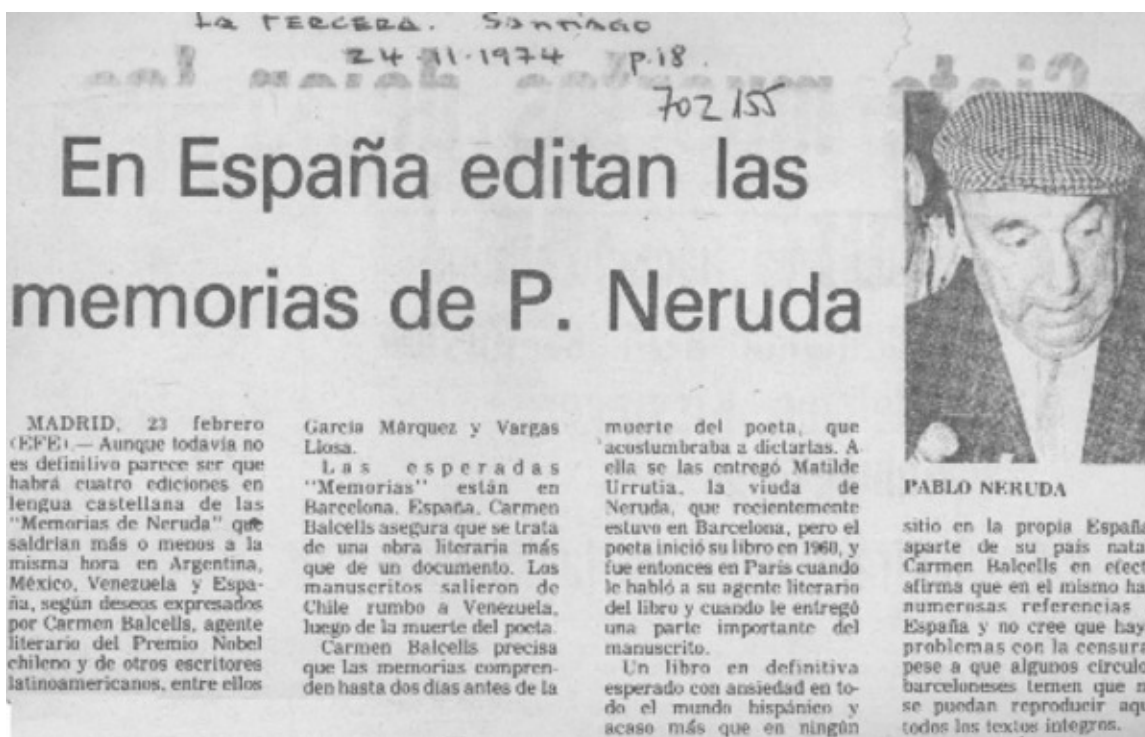 La TERCERA. Santiago
24-11-1974 p.18.
702155
En España editan las
memorias de P. Neruda
MADRID, 23 febrero
(EFE).— Aunque todavía no
es definitivo parece ser que
habrá cuatro ediciones en
lengua castellana de las
"Memorias de Neruda" que
saldrían más o menos a la
misma hora en Argentina,
México, Venezuela y Espa-
ña, según deseos expresados
por Carmen Balcells, agente
literario del Premio Nobel
chileno y de otros escritores
latinoamericanos, entre ellos
García Márquez y Vargas
Llosa.
Las esperadas
"Memorias" están en
Barcelona, España. Carmen
Balcells asegura que se trata
de una obra literaria más
que de un documento. Los
manuscritos salieron de
Chile rumbo a Venezuela,
luego de la muerte del poeta.
Carmen Balcells precisa
que las memorias compren-
den hasta dos días antes de la
muerte del poeta, que
acostumbraba a dictarlas. A
ella se las entregó Matilde
Urrutia, la viuda de
Neruda, que recientemente
estuvo en Barcelona, pero el
poeta inició su libro en 1960, y
fue entonces en París cuando
le habló a su agente literario
del libro y cuando le entregó
una parte importante del
manuscrito.
Un libro en definitiva
esperado con ansiedad en to-
do el mundo hispánico y
acaso más que en ningún
PABLO NERUDA
sitio en la propia España
aparte de su país nata
Carmen Balcells en efect
afirma que en el mismo ha
numerosas referencias
España y no cree que hay
problemas con la censura
pese a que algunos círculo
barceloneses temen que n
se puedan reproducir aqu
todos los textos íntegros.